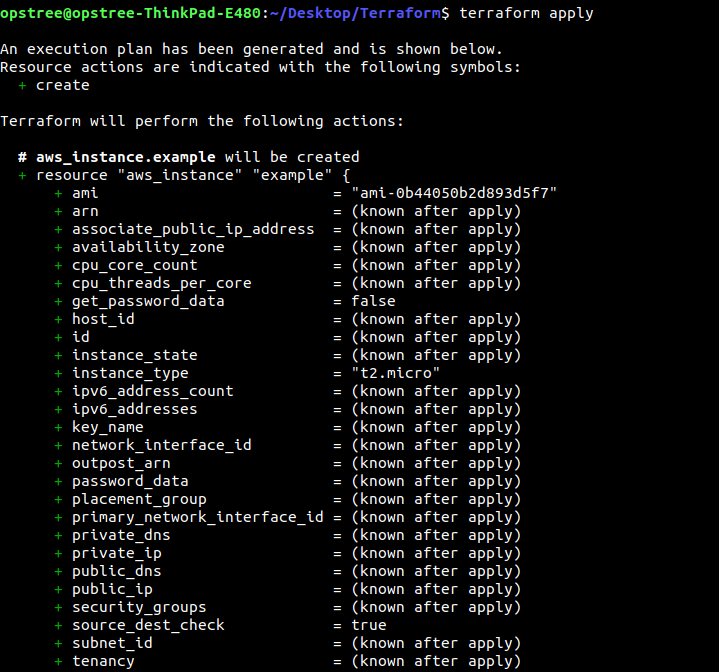 opstree@opstree-ThinkPad-E480:~/Desktop/Terraform$ terraform apply
An execution plan has been generated and is shown below.
Resource actions are indicated with the following symbols:
+ create
Terraform will perform the following actions:
# aws_instance.example will be created
+ resource "aws_instance" "example" {
+ ami = "ami-0b44050b2d893d5f7"
+ arn = (known after apply)
+ associate_public_ip_address = (known after apply)
+ availability_zone = (known after apply)
+ cpu_core_count = (known after apply)
+ cpu_threads_per_core = (known after apply)
+ get_password_data = false
+ host_id = (known after apply)
+ id = (known after apply)
+ instance_state = (known after apply)
+ instance_type = "t2.micro"
+ ipv6_address_count = (known after apply)
+ ipv6_addresses = (known after apply)
+ key_name = (known after apply)
+ network_interface_id = (known after apply)
+ outpost_arn = (known after apply)
+ password_data = (known after apply)
+ placement_group = (known after apply)
+ primary_network_interface_id = (known after apply)
+ private_dns = (known after apply)
+ private_ip = (known after apply)
+ public_dns = (known after apply)
+ public_ip = (known after apply)
+ security_groups = (known after apply)
+ source_dest_check = true
+ subnet_id = (known after apply)
+ tenancy = (known after apply)